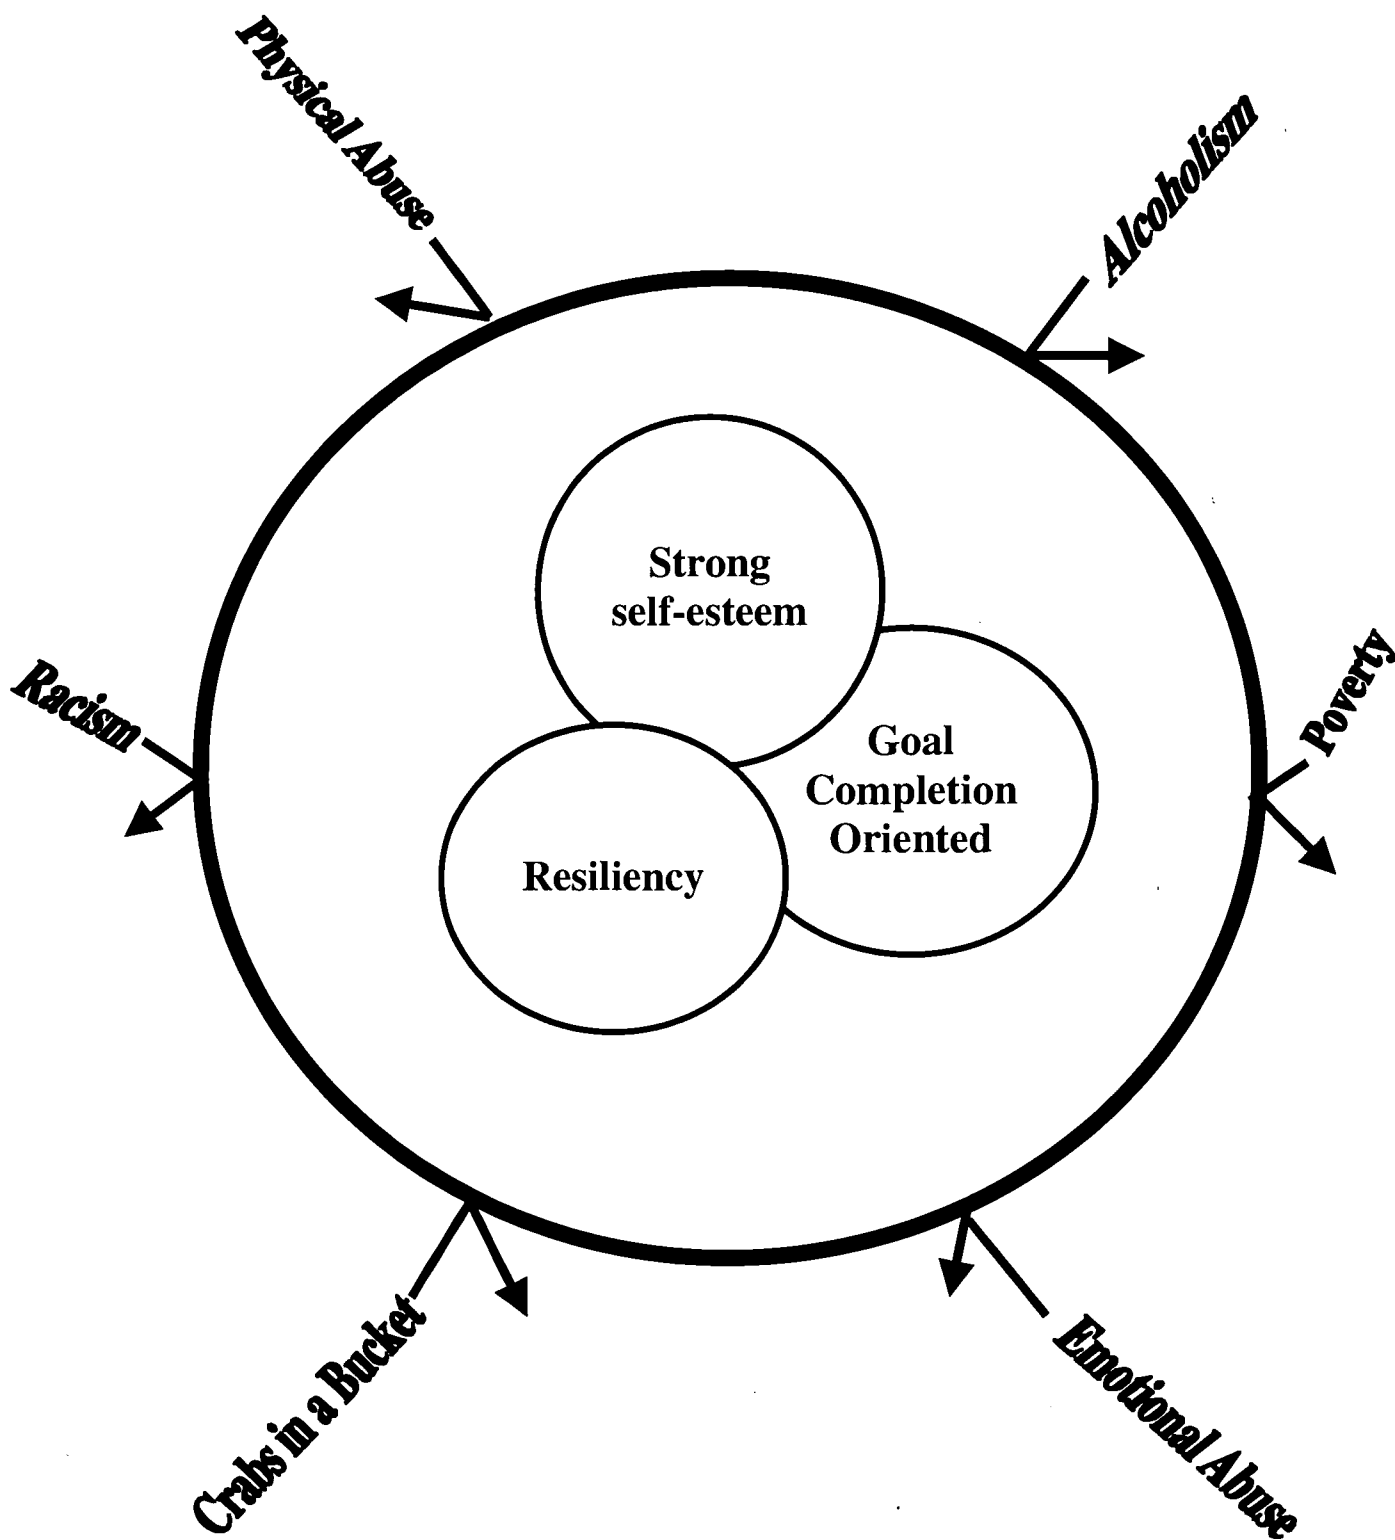 Physical Abuse
Alcoholism
Strong
self-esteem
Racism
Poverty
Goal
Completion
Oriented
Resiliency
Crabs in a Bucket
Emotional Abuse